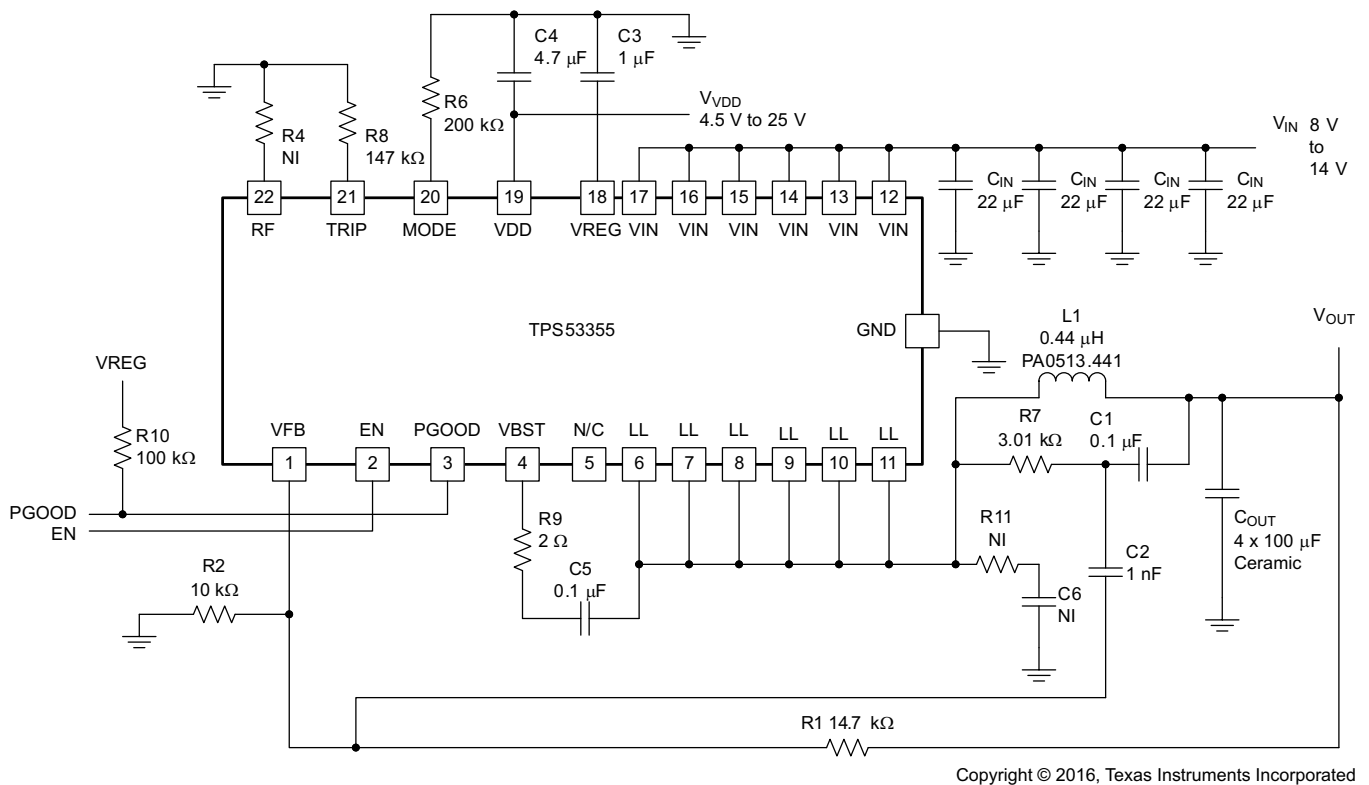 C4
4.7 μF
C3
1 μF
R6
200 kΩ
R4
NI
R8
147 kΩ
V_VDD
4.5 V to 25 V
V_IN 8 V
to
14 V
C_IN
22 μF
C_IN
22 μF
C_IN
22 μF
C_IN
22 μF
22 21 20 19 18 17 16 15 14 13 12
RF TRIP MODE VDD VREG VIN VIN VIN VIN VIN VIN
TPS53355
GND
L1
0.44 μH
PA0513.441
V_OUT
VREG
R10
100 kΩ
VFB EN PGOOD VBST N/C LL LL LL LL LL LL
1 2 3 4 5 6 7 8 9 10 11
R7
3.01 kΩ
C1
0.1 μF
PGOOD
EN
R9
2 Ω
C5
0.1 μF
R11
NI
C6
NI
C2
1 nF
C_OUT
4 x 100 μF
Ceramic
R2
10 kΩ
R1 14.7 kΩ
Copyright © 2016, Texas Instruments Incorporated